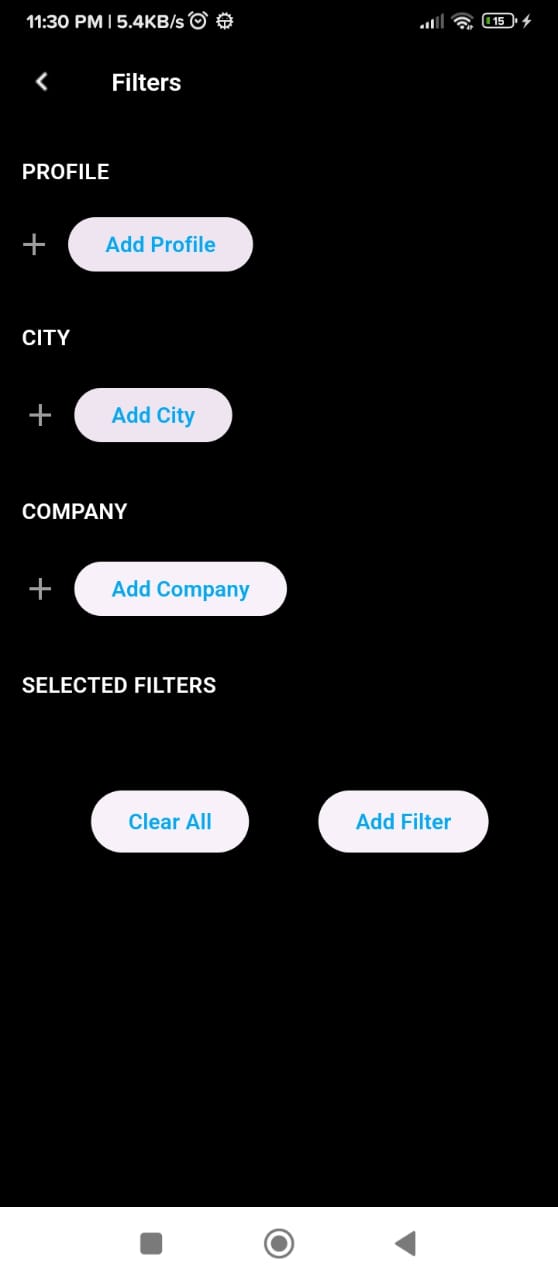 11:30 PM | 5.4KB/s 15
Filters
PROFILE
Add Profile
CITY
Add City
COMPANY
Add Company
SELECTED FILTERS
Clear All Add Filter